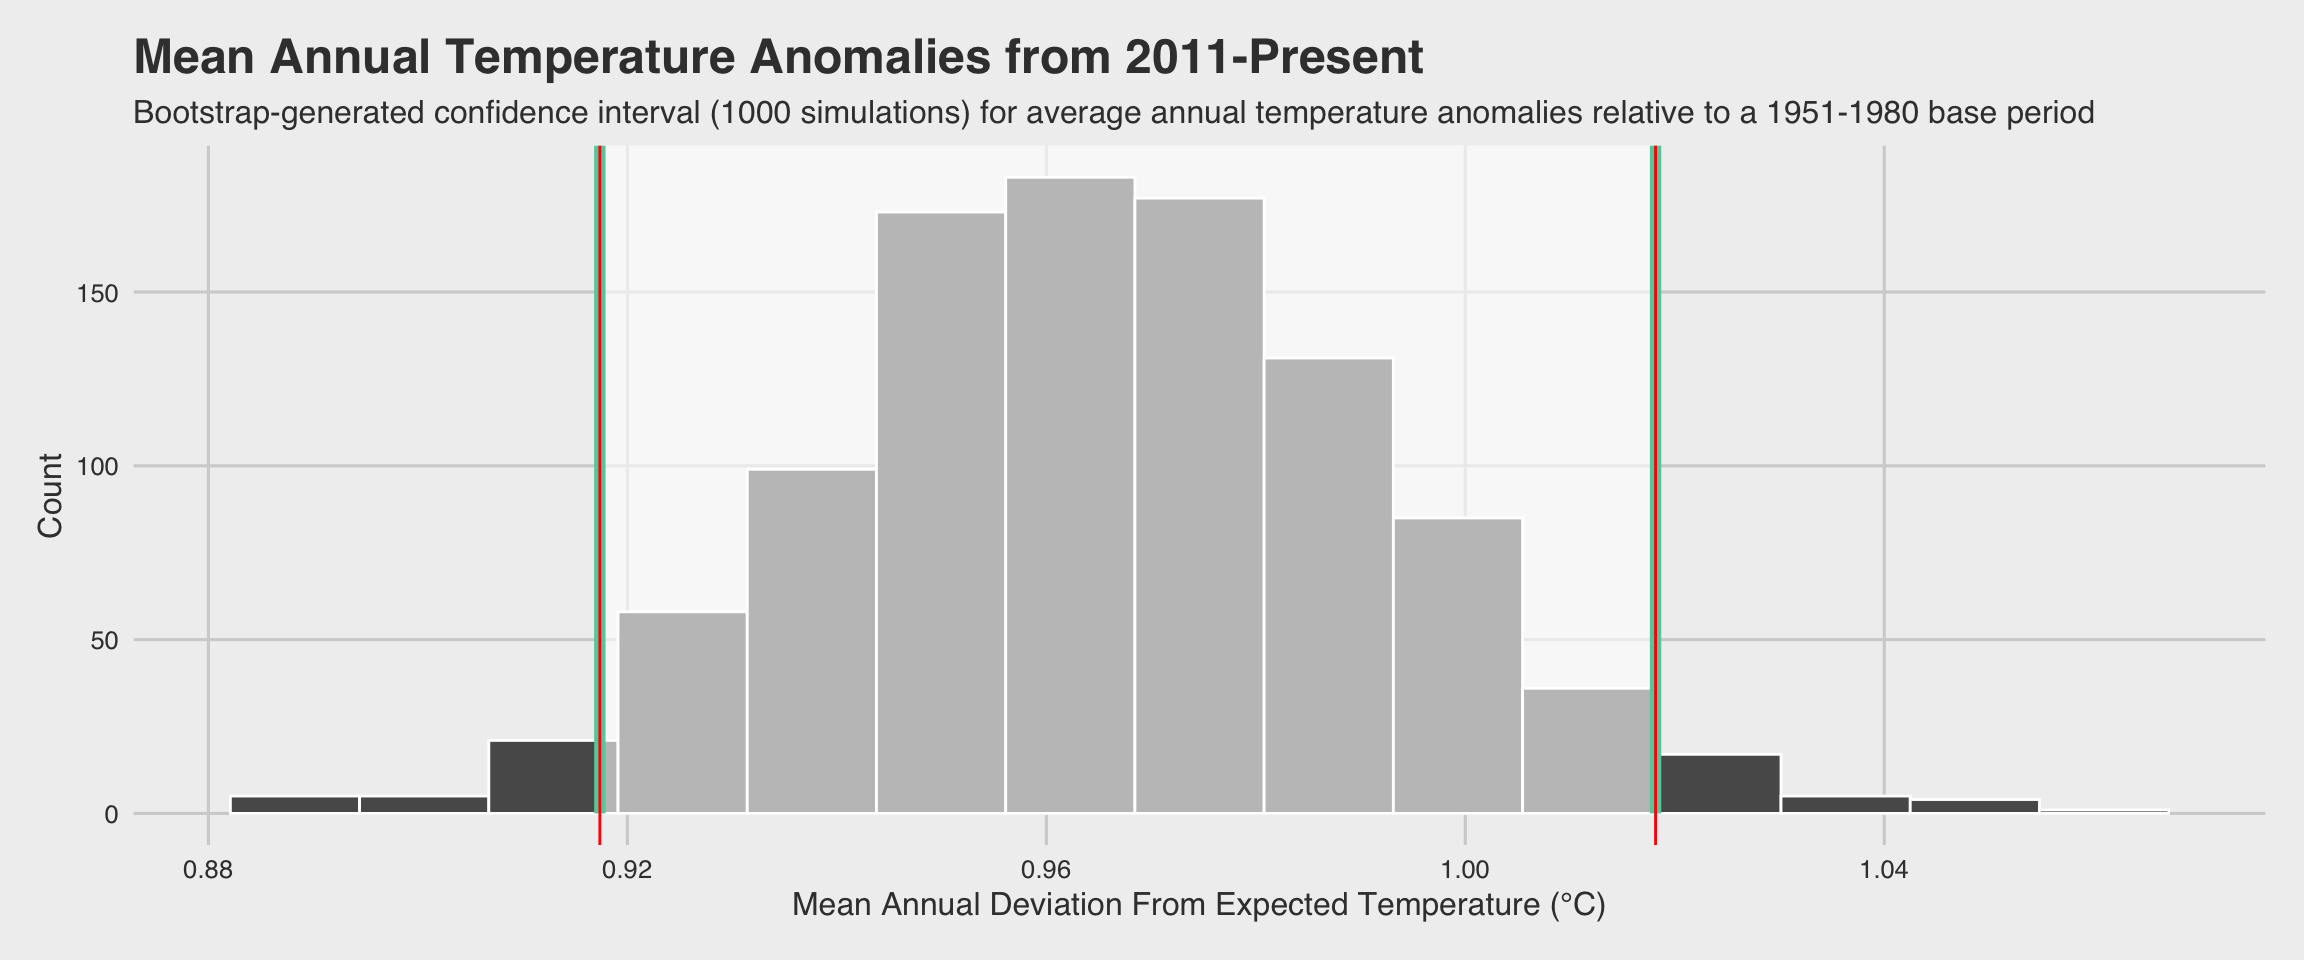 Mean Annual Temperature Anomalies from 2011-Present
Bootstrap-generated confidence interval (1000 simulations) for average annual temperature anomalies relative to a 1951-1980 base period
Count
150
100
50
0
0.88 0.92 0.96 1.00 1.04
Mean Annual Deviation From Expected Temperature (°C)